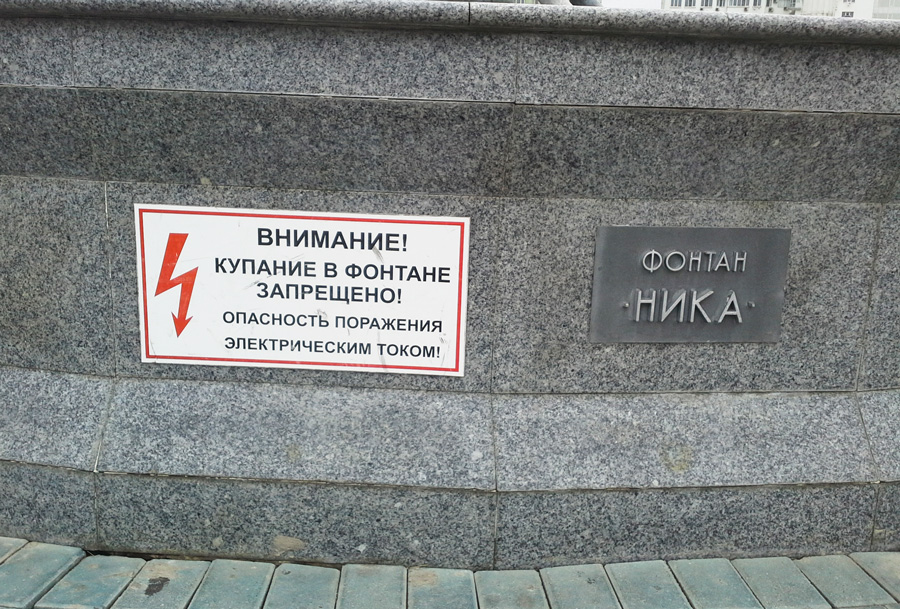 ВНИМАНИЕ!
КУПАНИЕ В ФОНТАНЕ
ЗАПРЕЩЕНО!
ОПАСНОСТЬ ПОРАЖЕНИЯ
ЭЛЕКТРИЧЕСКИМ ТОКОМ!
ФОНТАН
·НИКА·